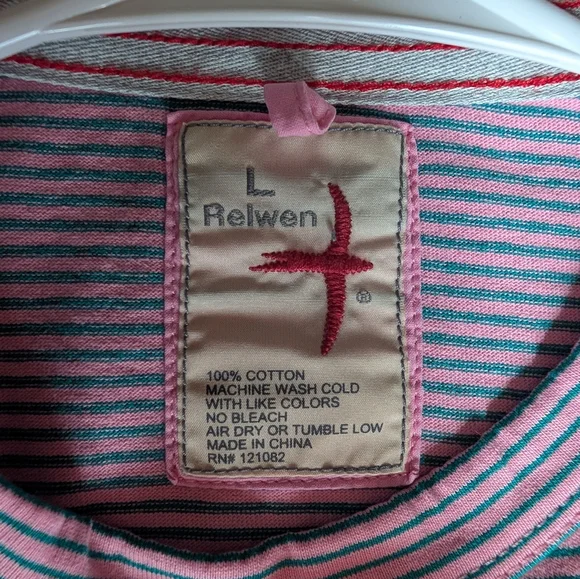 L
Relwen
®
100% COTTON
MACHINE WASH COLD
WITH LIKE COLORS
NO BLEACH
AIR DRY OR TUMBLE LOW
MADE IN CHINA
RN# 121082